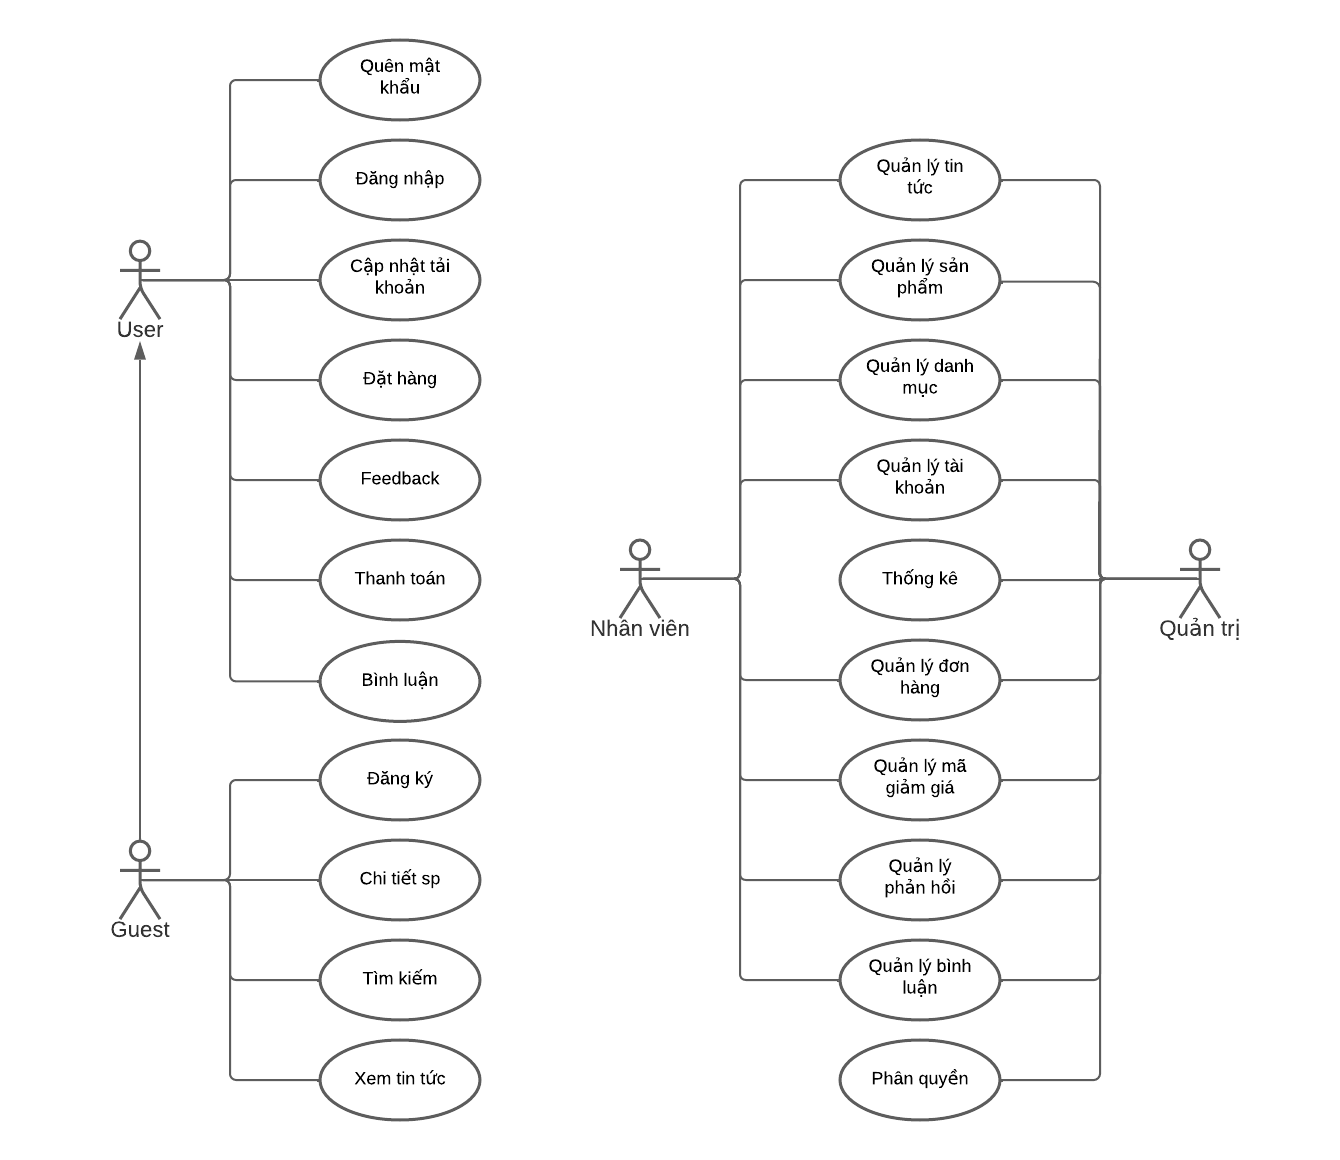 Quên mật
khẩu
Đăng nhập
Cập nhật tải
khoản
User
Đặt hàng
Feedback
Thanh toán
Bình luận
Đăng ký
Chi tiết sp
Guest
Tìm kiếm
Xem tin tức
Quản lý tin
tức
Quản lý sản
phẩm
Quản lý danh
mục
Quản lý tài
khoản
Thống kê
Nhân viên
Quản trị
Quản lý đơn
hàng
Quản lý mã
giảm giá
Quản lý
phản hồi
Quản lý bình
luận
Phân quyền